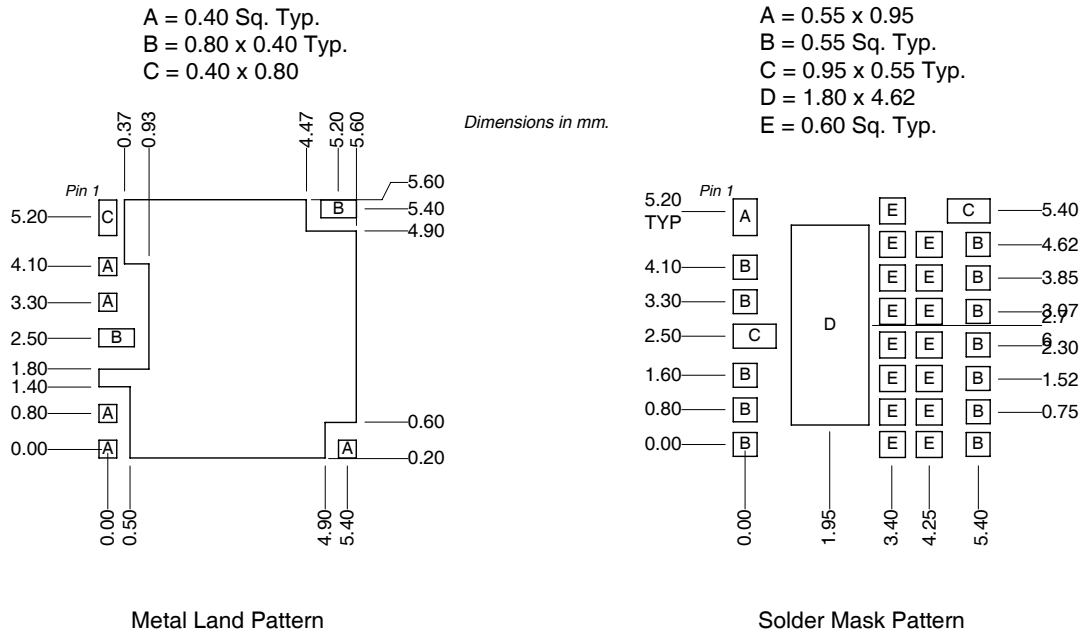 A = 0.40 Sq. Typ.
B = 0.80 x 0.40 Typ.
C = 0.40 x 0.80
Dimensions in mm.
0.37
0.93
4.47
5.20
5.60
Pin 1
5.20
C
B
5.60
5.40
4.90
4.10
A
3.30
A
2.50
B
1.80
1.40
0.80
A
0.60
0.00
A
A
0.20
0.00
0.50
4.90
5.40
Metal Land Pattern
A = 0.55 x 0.95
B = 0.55 Sq. Typ.
C = 0.95 x 0.55 Typ.
D = 1.80 x 4.62
E = 0.60 Sq. Typ.
Pin 1
5.20
TYP
A
E
C
5.40
E
E
B
4.62
4.10
B
E
E
B
3.85
3.30
B
D
E
E
B
3.07
2.7
6
2.50
C
E
E
B
2.30
1.60
B
E
E
B
1.52
0.80
B
E
E
B
0.75
0.00
B
E
E
B
0.00
1.95
3.40
4.25
5.40
Solder Mask Pattern